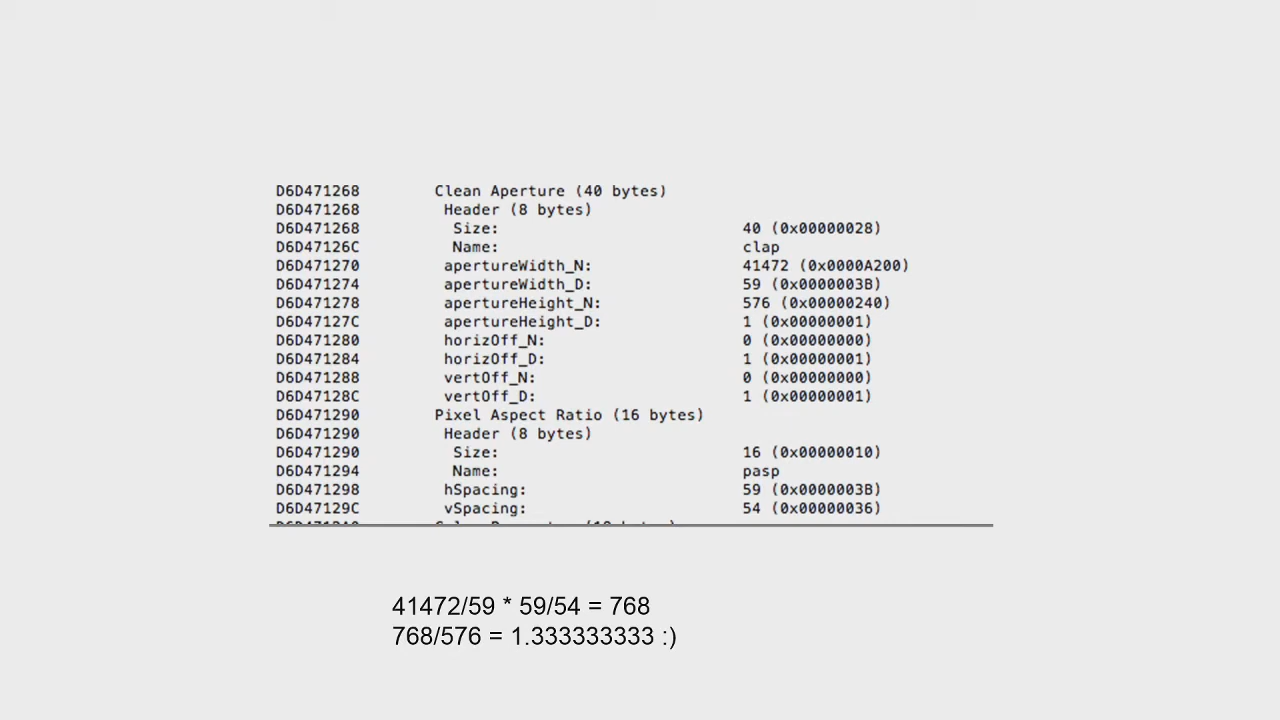 D6D471268 Clean Aperture (40 bytes)
D6D471268 Header (8 bytes)
D6D471268 Size: 40 (0x00000028)
D6D47126C Name: clap
D6D471270 apertureWidth_N: 41472 (0x0000A200)
D6D471274 apertureWidth_D: 59 (0x0000003B)
D6D471278 apertureHeight_N: 576 (0x00000240)
D6D47127C apertureHeight_D: 1 (0x00000001)
D6D471280 horizOff_N: 0 (0x00000000)
D6D471284 horizOff_D: 1 (0x00000001)
D6D471288 vertOff_N: 0 (0x00000000)
D6D47128C vertOff_D: 1 (0x00000001)
D6D471290 Pixel Aspect Ratio (16 bytes)
D6D471290 Header (8 bytes)
D6D471290 Size: 16 (0x00000010)
D6D471294 Name: pasp
D6D471298 hSpacing: 59 (0x0000003B)
D6D47129C vSpacing: 54 (0x00000036)
41472/59 * 59/54 = 768
768/576 = 1.333333333 :)